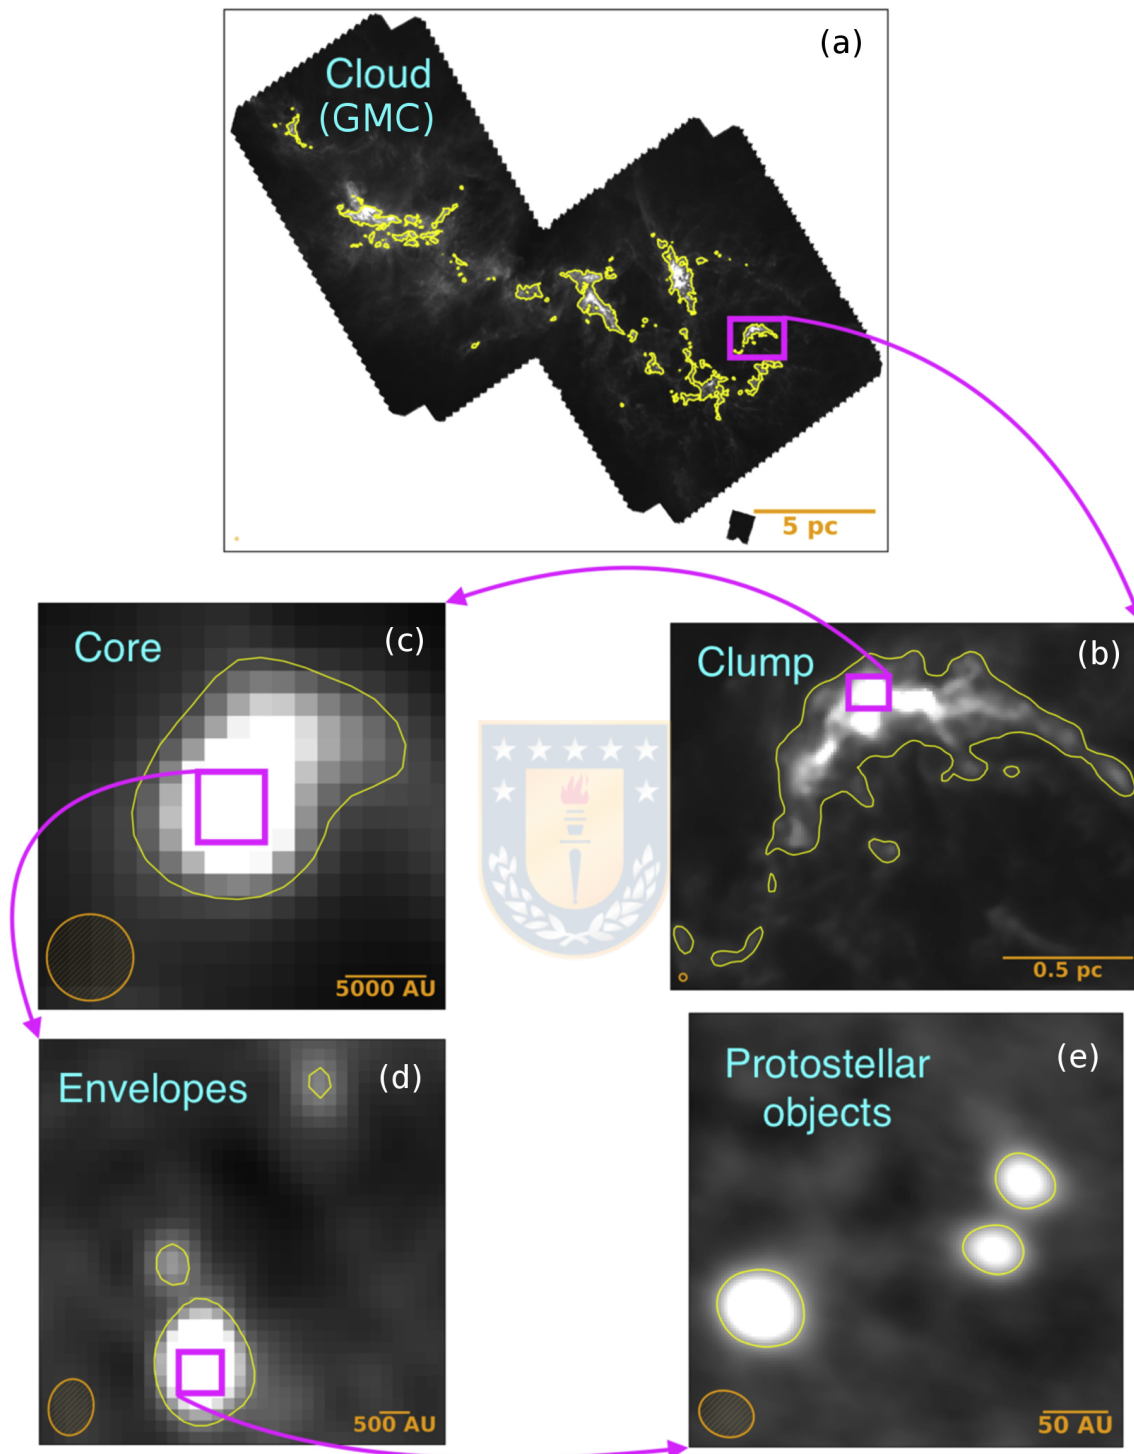 (a)
Cloud
(GMC)
5 pc
Core
(c)
5000 AU
Clump
(b)
0.5 pc
Envelopes
(d)
500 AU
Protostellar
objects
(e)
50 AU